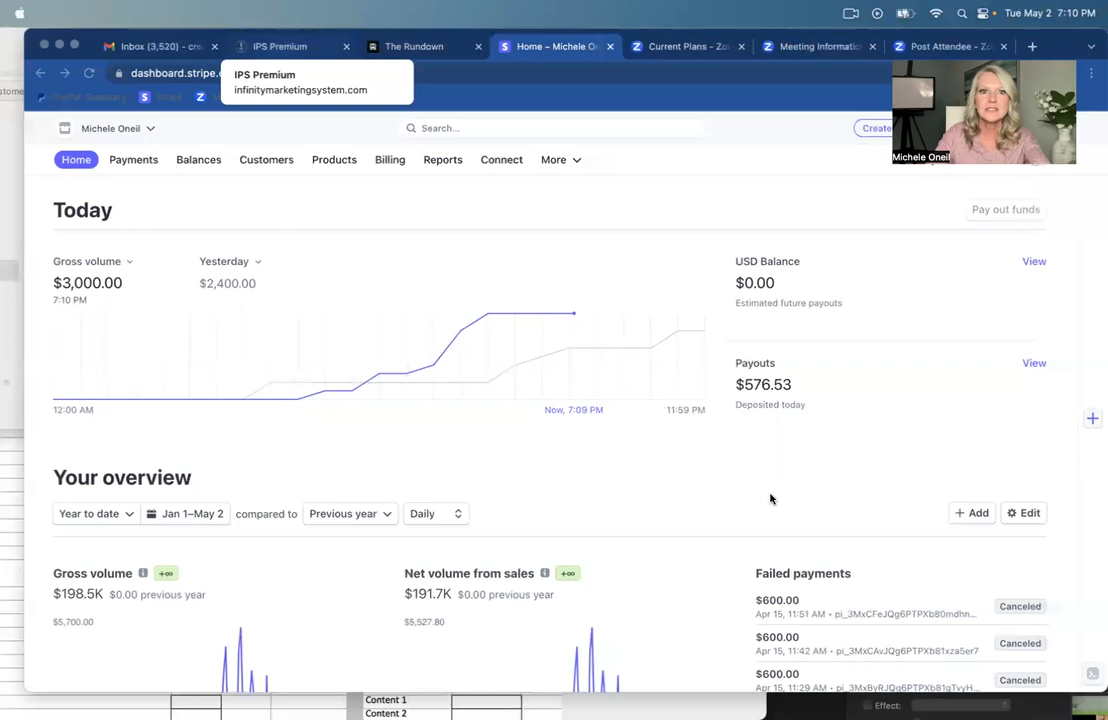 Tue May 2 7:10 PM
Inbox (3,520) - cr
IPS Premium
The Rundown
Home – Michele O
Current Plans - Zo
Meeting Informatio
Post Attendee - Z
dashboard.stripe.c
IPS Premium
infinitymarketingsystem.com
PayPal: Summary
Stripe
Michele Oneil
Search...
Create
Michele Oneil
Home
Payments
Balances
Customers
Products
Billing
Reports
Connect
More
Today
Pay out funds
Gross volume
Yesterday
$3,000.00
$2,400.00
7:10 PM
USD Balance
View
$0.00
Estimated future payouts
Payouts
View
$576.53
Deposited today
12:00 AM
Now, 7:09 PM
11:59 PM
Your overview
Year to date
Jan 1–May 2
compared to
Previous year
Daily
+ Add
Edit
Gross volume
+∞
$198.5K $0.00 previous year
$5,700.00
Net volume from sales
+∞
$191.7K $0.00 previous year
$5,527.80
Failed payments
$600.00
Apr 15, 11:51 AM • pi_3MxCFeJQg6PTPXb80mdhn...
Canceled
$600.00
Apr 15, 11:42 AM • pi_3MxCAvJQg6PTPXb81xza5er7
Canceled
$600.00
Apr 15, 11:29 AM • pi_3MxByRJQg6PTPXb81gTvyH...
Canceled
Content 1
Content 2
Effect: